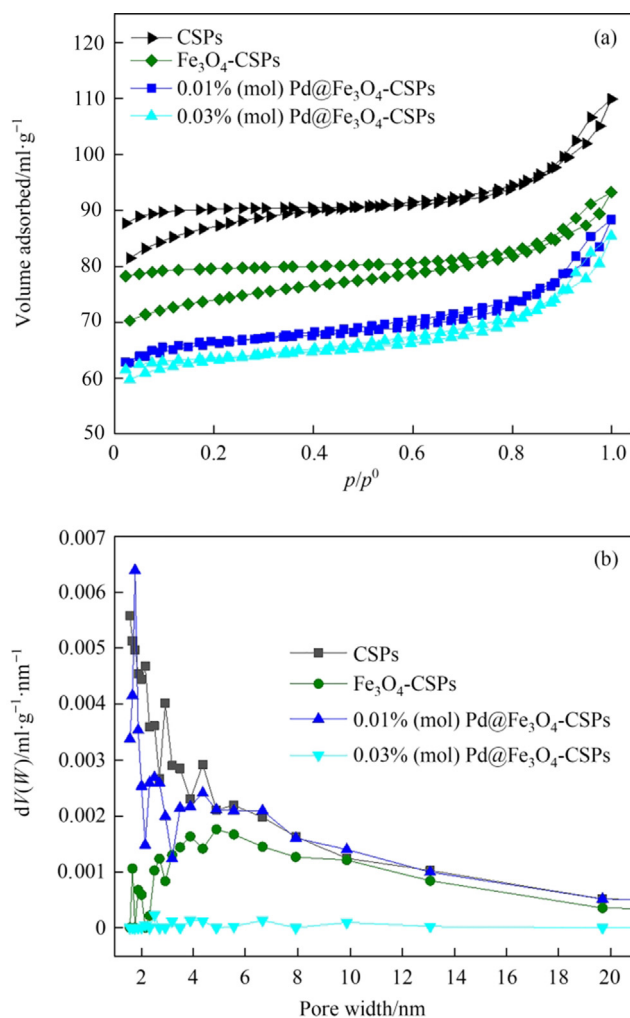 120
110
100
90
80
70
60
50
Volume adsorbed/ml·g⁻¹
CSPs
Fe₃O₄-CSPs
0.01% (mol) Pd@Fe₃O₄-CSPs
0.03% (mol) Pd@Fe₃O₄-CSPs
(a)
0 0.2 0.4 0.6 0.8 1.0
p/p⁰
0.007
0.006
0.005
0.004
0.003
0.002
0.001
0
dV(W)/ml·g⁻¹·nm⁻¹
(b)
CSPs
Fe₃O₄-CSPs
0.01% (mol) Pd@Fe₃O₄-CSPs
0.03% (mol) Pd@Fe₃O₄-CSPs
2 4 6 8 10 12 14 16 18 20
Pore width/nm